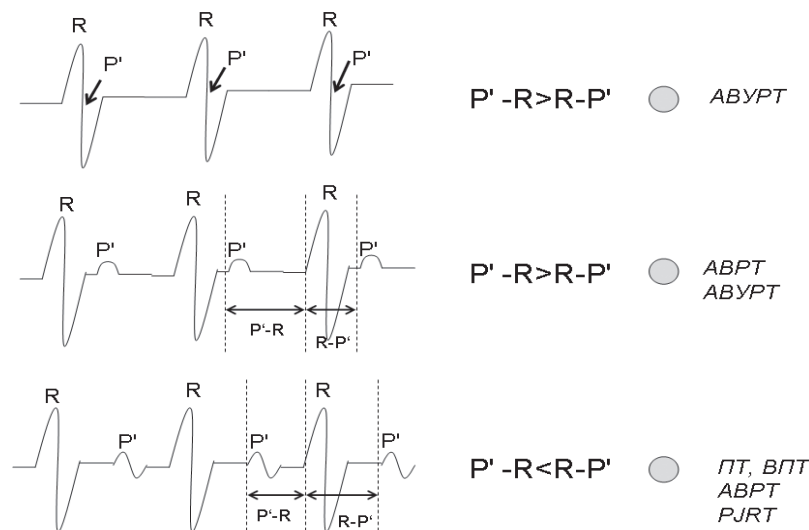 R R R
P' P' P'
P' -R>R-P' АВУРТ
R R R
P' P' P'
P' -R>R-P' АВРТ
АВУРТ
P'-R R-P'
R R R
P' P' P'
P' -R<R-P' ПТ, ВПТ
АВРТ
PJRT
P'-R R-P'